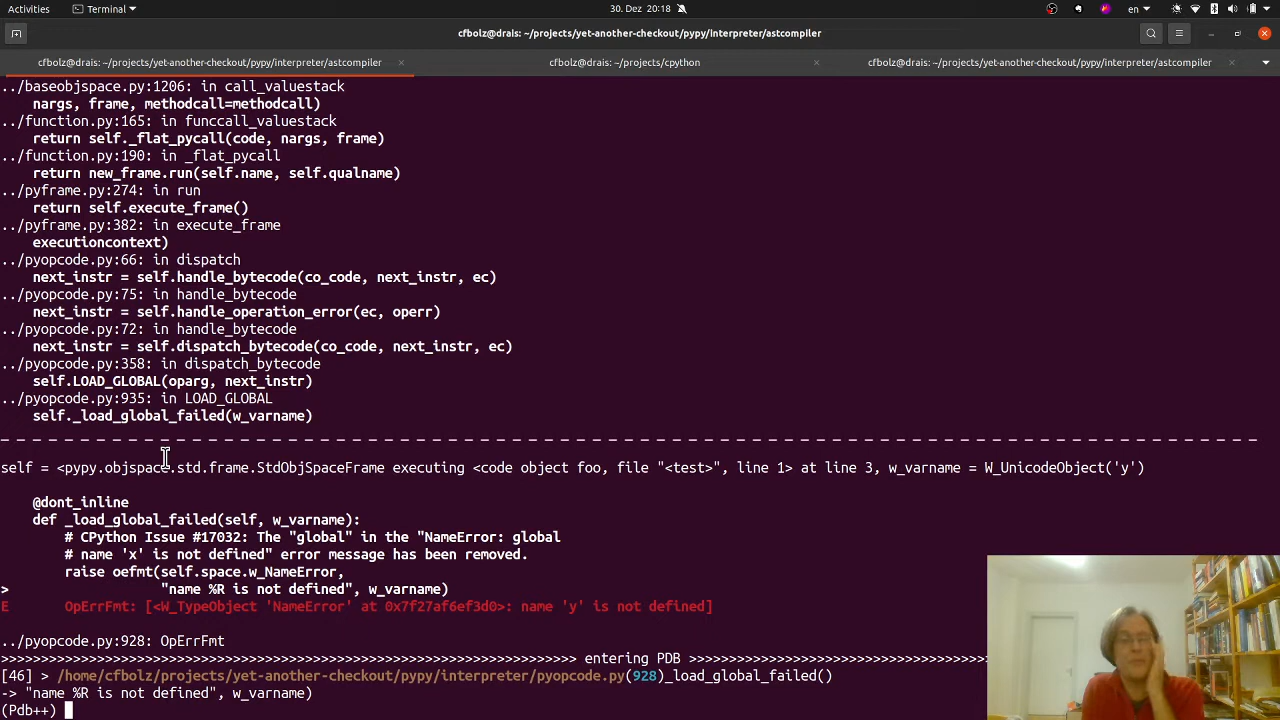 Activities
Terminal
30. Dez 20:18
en
cfbolz@drais: ~/projects/yet-another-checkout/pypy/interpreter/astcompiler
cfbolz@drais: ~/projects/yet-another-checkout/pypy/interpreter/astcompiler
cfbolz@drais: ~/projects/cpython
cfbolz@drais: ~/projects/yet-another-checkout/pypy/interpreter/astcompiler
../baseobjspace.py:1206: in call_valuestack
    nargs, frame, methodcall=methodcall)
../function.py:165: in funccall_valuestack
    return self._flat_pycall(code, nargs, frame)
../function.py:190: in _flat_pycall
    return new_frame.run(self.name, self.qualname)
../pyframe.py:274: in run
    return self.execute_frame()
../pyframe.py:382: in execute_frame
    executioncontext)
../pyopcode.py:66: in dispatch
    next_instr = self.handle_bytecode(co_code, next_instr, ec)
../pyopcode.py:75: in handle_bytecode
    next_instr = self.handle_operation_error(ec, operr)
../pyopcode.py:72: in handle_bytecode
    next_instr = self.dispatch_bytecode(co_code, next_instr, ec)
../pyopcode.py:358: in dispatch_bytecode
    self.LOAD_GLOBAL(oparg, next_instr)
../pyopcode.py:935: in LOAD_GLOBAL
    self._load_global_failed(w_varname)
_ _ _ _ _ _ _ _ _ _ _ _ _ _ _ _ _ _ _ _ _ _ _ _ _ _ _ _ _ _ _ _ _ _ _ _ _ _ _ _ _ _ _ _ _ _ _ _ _ _ _ _ _ _ _ _ _ _ _ _ _ _ _ _ _ _ _ _ _ _ _ _ _ _ _ _ _ _ _
self = <pypy.objspace.std.frame.StdObjSpaceFrame executing <code object foo, file "<test>", line 1> at line 3, w_varname = W_UnicodeObject('y')
    @dont_inline
    def _load_global_failed(self, w_varname):
        # CPython Issue #17032: The "global" in the "NameError: global
        # name 'x' is not defined" error message has been removed.
        raise oefmt(self.space.w_NameError,
>                   "name %R is not defined", w_varname)
E       OpErrFmt: [<W_TypeObject 'NameError' at 0x7f27af6ef3d0>: name 'y' is not defined]
../pyopcode.py:928: OpErrFmt
>>>>>>>>>>>>>>>>>>>>>>>>>>>>>>>>>>>>>>>>>>>>>>>>>>>>>>>>>>>>>>>>>>>>>>>> entering PDB >>>>>>>>>>>>>>>>>>>>>>>>>>>>>>>>>>>>>
[46] > /home/cfbolz/projects/yet-another-checkout/pypy/interpreter/pyopcode.py(928)_load_global_failed()
-> "name %R is not defined", w_varname)
(Pdb++)